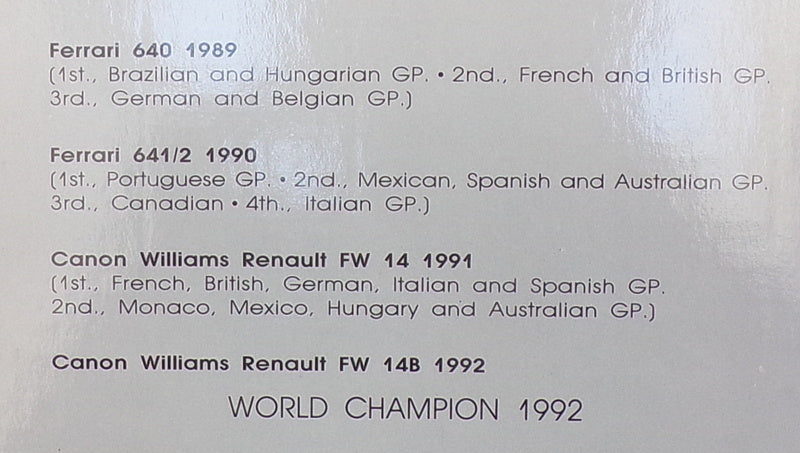 Ferrari 640 1989
(1st., Brazilian and Hungarian GP. • 2nd., French and British GP.
3rd., German and Belgian GP.)
Ferrari 641/2 1990
(1st., Portuguese GP. • 2nd., Mexican, Spanish and Australian GP.
3rd., Canadian • 4th., Italian GP.)
Canon Williams Renault FW 14 1991
(1st., French, British, German, Italian and Spanish GP.
2nd., Monaco, Mexico, Hungary and Australian GP.)
Canon Williams Renault FW 14B 1992
WORLD CHAMPION 1992